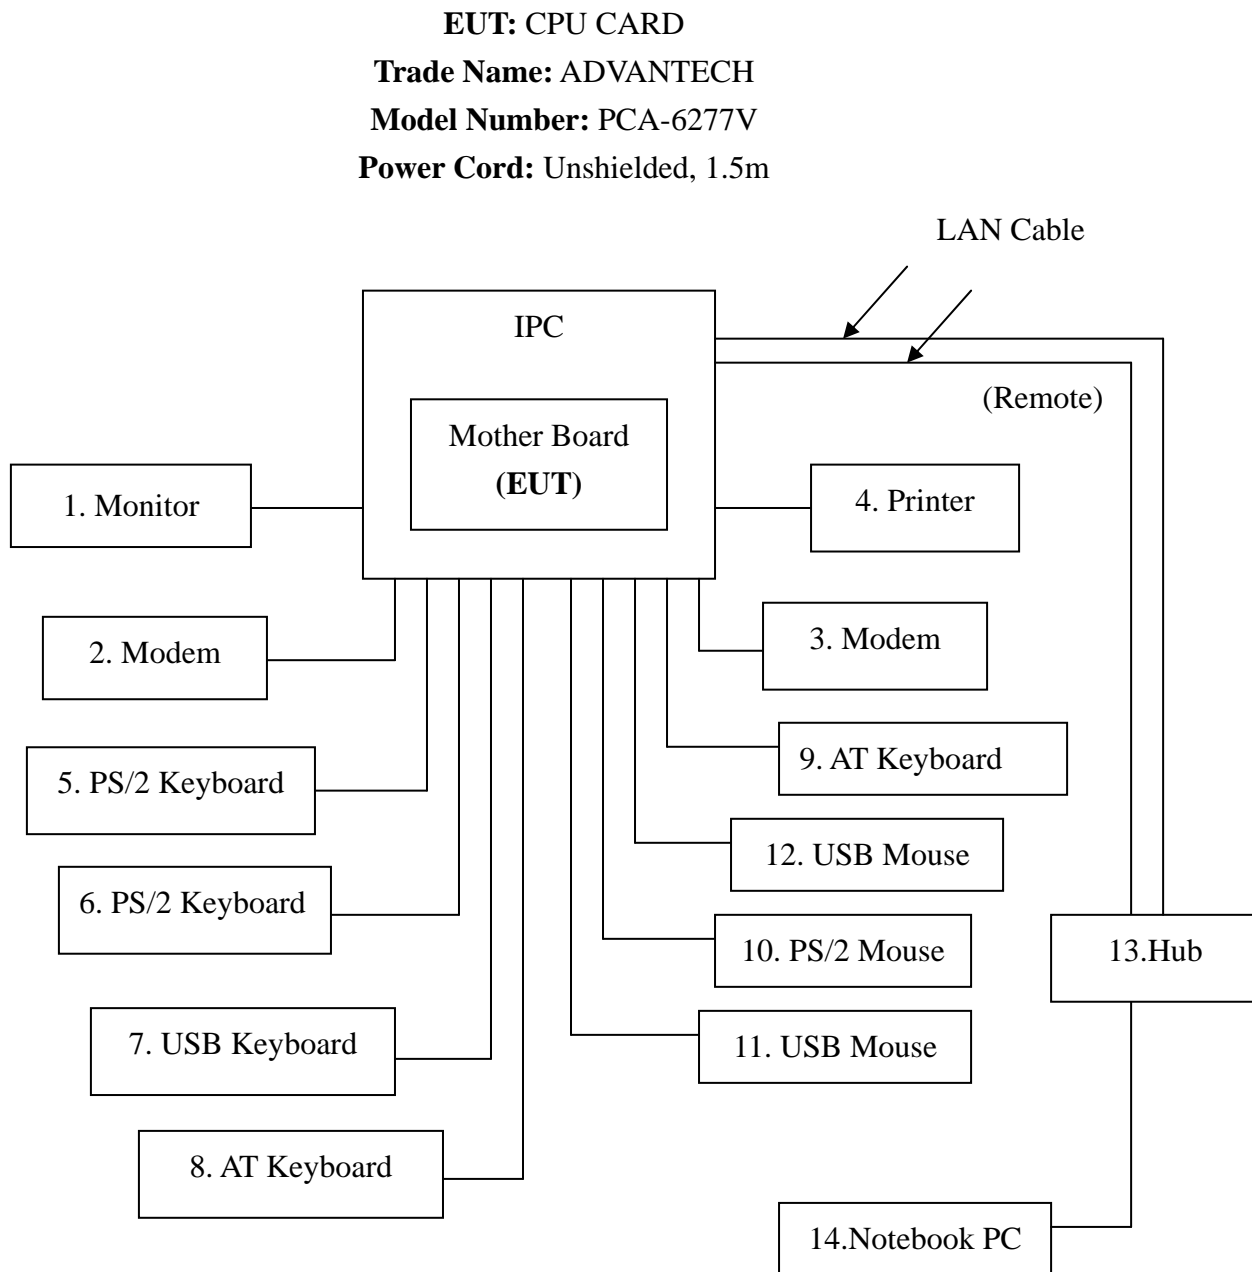 EUT: CPU CARD
Trade Name: ADVANTECH
Model Number: PCA-6277V
Power Cord: Unshielded, 1.5m
LAN Cable
IPC
(Remote)
Mother Board
(EUT)
1. Monitor
4. Printer
2. Modem
3. Modem
5. PS/2 Keyboard
9. AT Keyboard
12. USB Mouse
6. PS/2 Keyboard
10. PS/2 Mouse
13.Hub
7. USB Keyboard
11. USB Mouse
8. AT Keyboard
14.Notebook PC